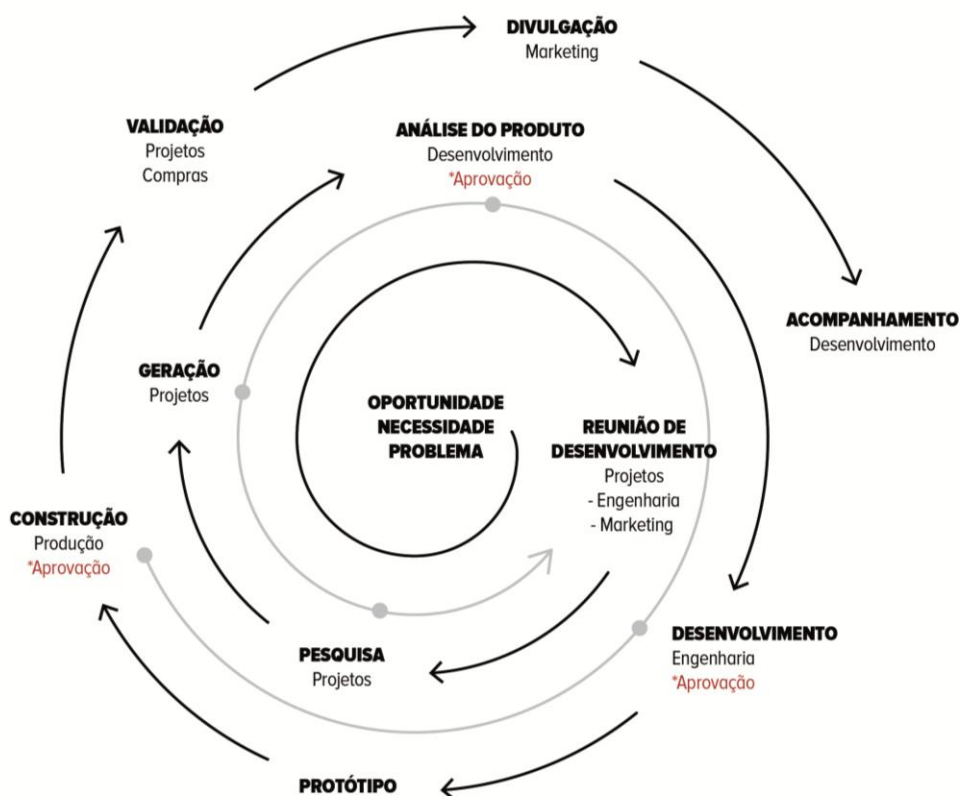 OPORTUNIDADE
NECESSIDADE
PROBLEMA
REUNIÃO DE
DESENVOLVIMENTO
Projetos
- Engenharia
- Marketing
PESQUISA
Projetos
GERAÇÃO
Projetos
ANÁLISE DO PRODUTO
Desenvolvimento
*Aprovação
DESENVOLVIMENTO
Engenharia
*Aprovação
PROTÓTIPO
CONSTRUÇÃO
Produção
*Aprovação
VALIDAÇÃO
Projetos
Compras
DIVULGAÇÃO
Marketing
ACOMPANHAMENTO
Desenvolvimento